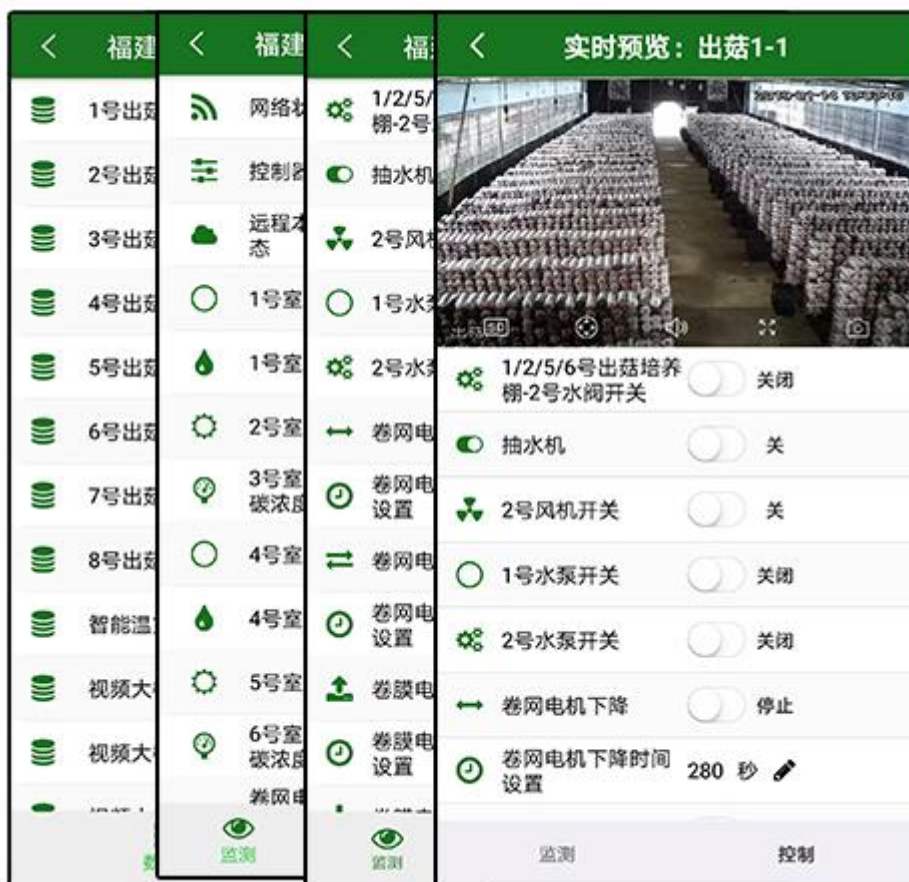 福建
1号出菇
2号出菇
3号出菇
4号出菇
5号出菇
6号出菇
7号出菇
8号出菇
智能温
视频大
视频大
福建
网络
控制
远程
态
1号室
1号室
2号室
3号室
碳浓度
4号室
4号室
5号室
6号室
碳浓度
卷网电
监测
福
1/2/5/
棚-2号
抽水机
2号风
1号水
2号水
卷网电
卷网电
设置
卷网电
卷网电
设置
卷膜电
卷膜电
设置
监测
实时预览：出菇1-1
SD
1/2/5/6号出菇培养
棚-2号水阀开关 关闭
抽水机 关
2号风机开关 关
1号水泵开关 关闭
2号水泵开关 关闭
卷网电机下降 停止
卷网电机下降时间
设置 280 秒
监测 控制